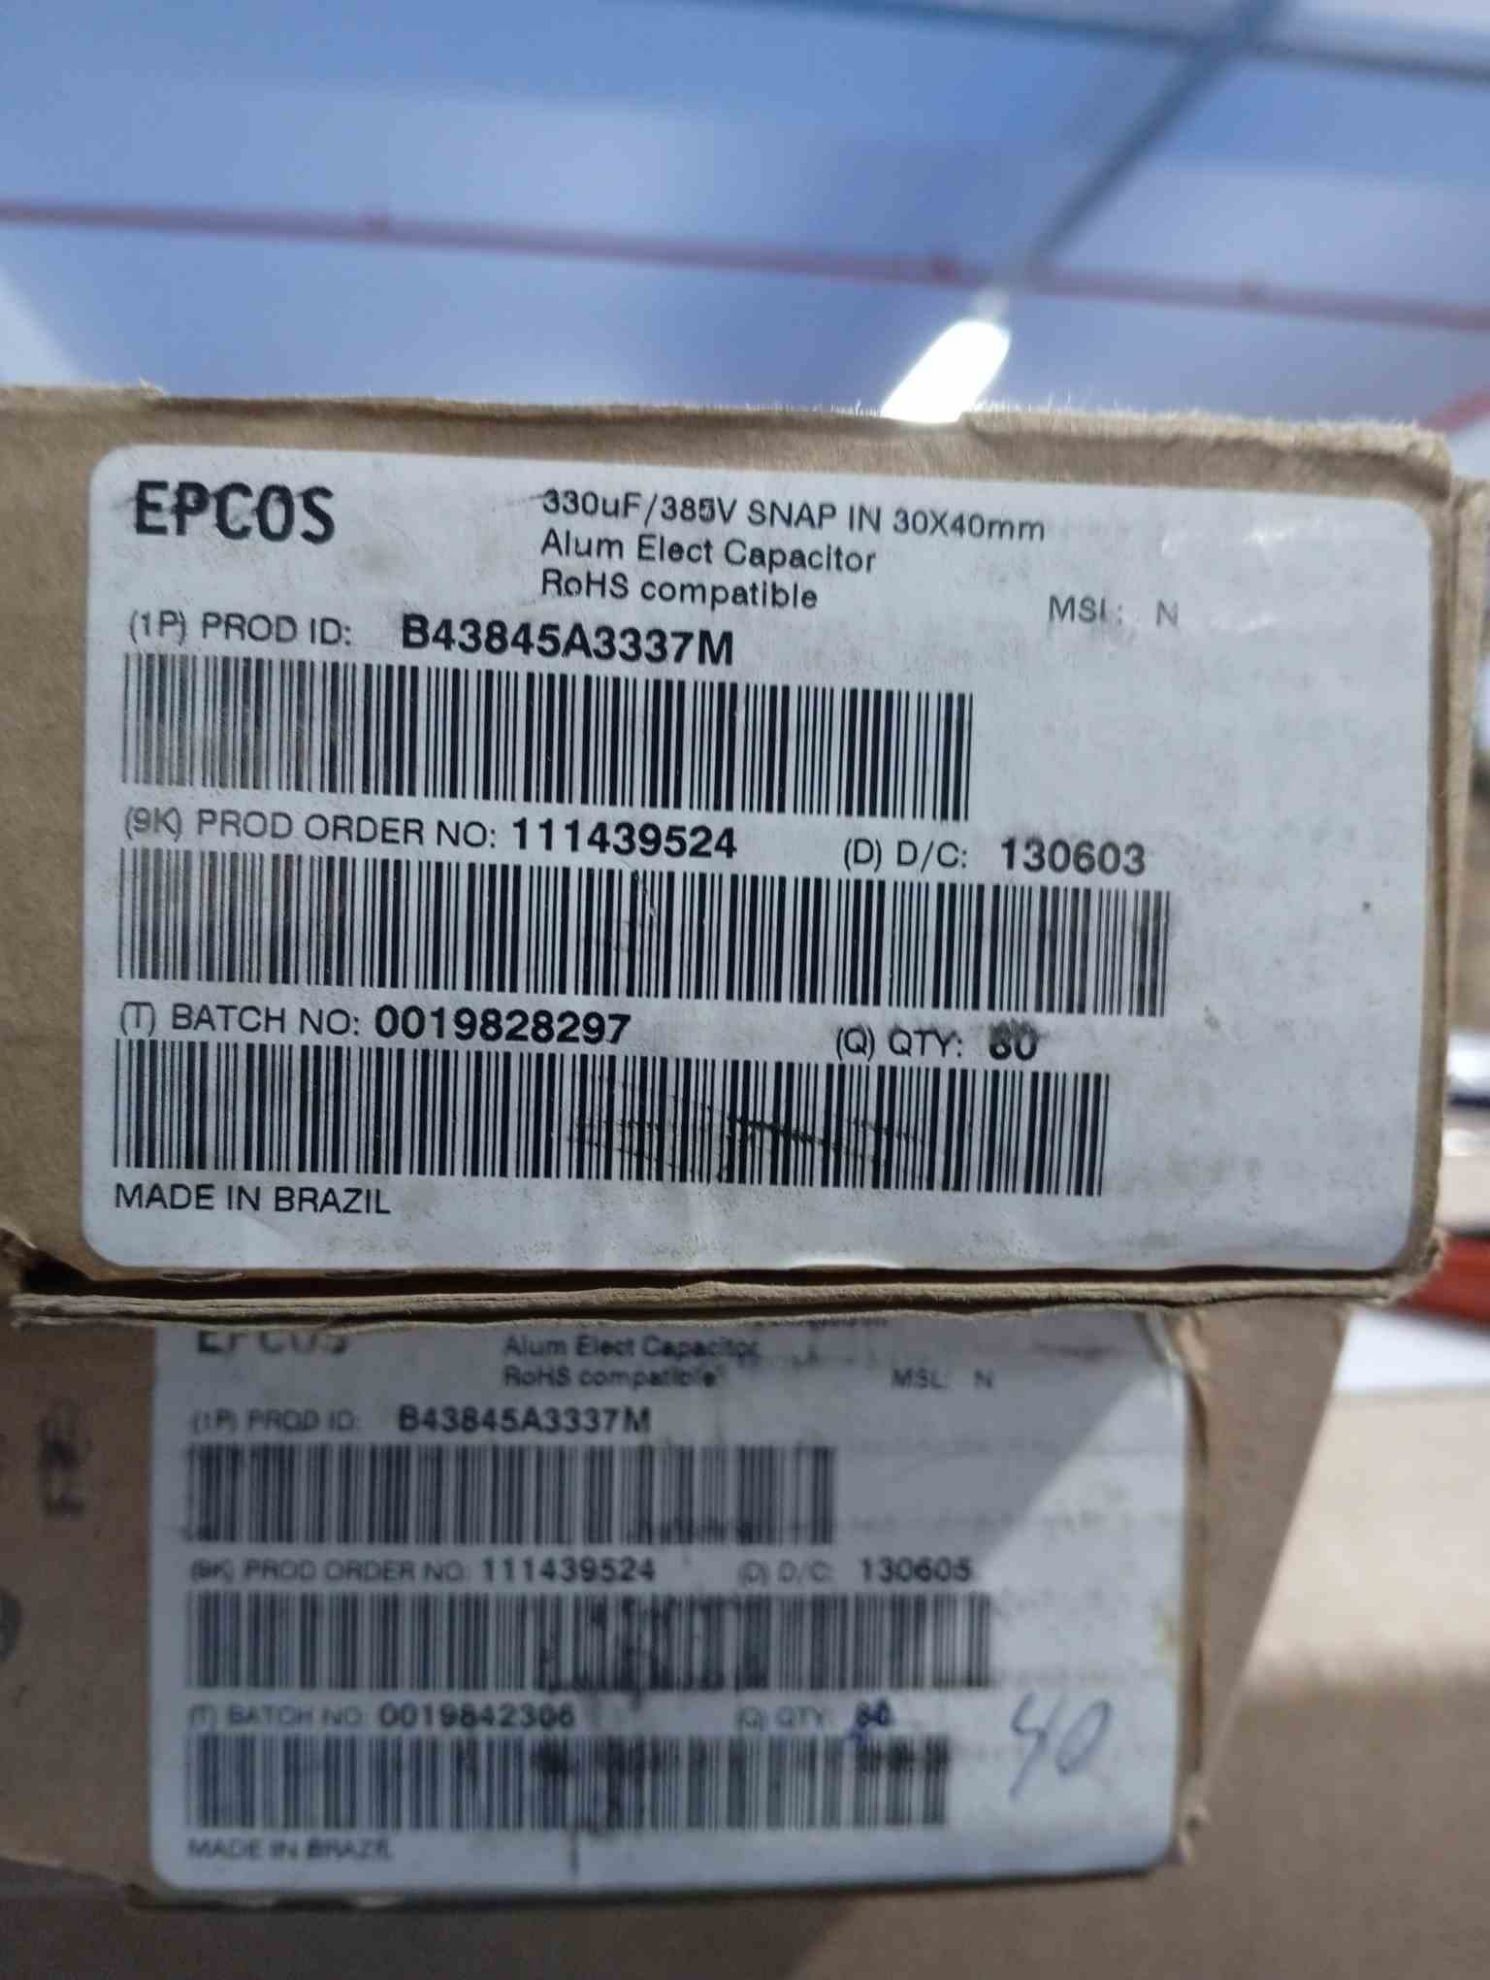 EPCOS
330uF/385V SNAP IN 30X40mm
Alum Elect Capacitor
RoHS compatible
MSL: N
(1P) PROD ID: B43845A3337M
(9K) PROD ORDER NO: 111439524 (D) D/C: 130603
(T) BATCH NO: 0019828297 (Q) QTY: 80
MADE IN BRAZIL
EPCOS
Alum Elect Capacitor
RoHS compatible
MSL: N
(1P) PROD ID: B43845A3337M
(9K) PROD ORDER NO: 111439524 (D) D/C: 130605
(T) BATCH NO: 0019842306 (Q) QTY: 80
40
MADE IN BRAZIL